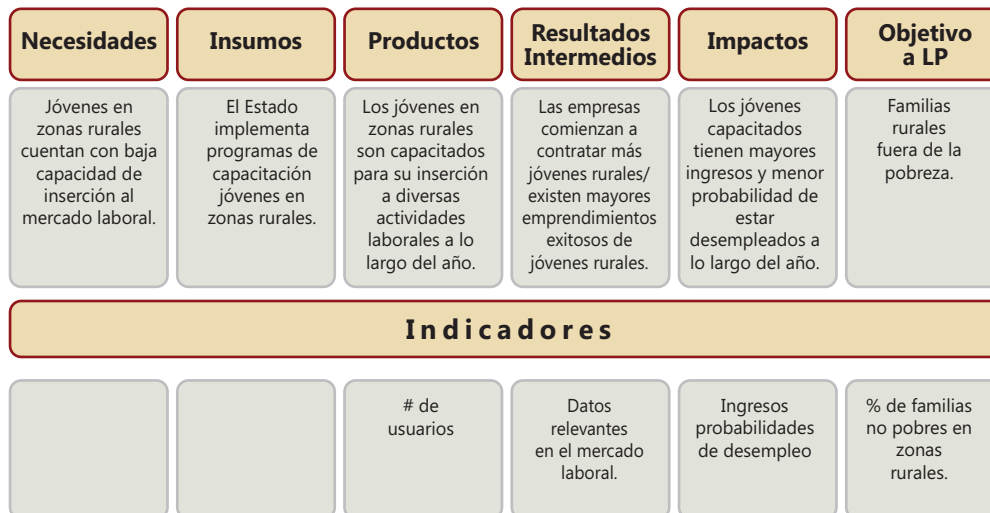 Necesidades
Insumos
Productos
Resultados
Intermedios
Impactos
Objetivo
a LP
Jóvenes en
zonas rurales
cuentan con baja
capacidad de
inserción al
mercado laboral.
El Estado
implementa
programas de
capacitación
jóvenes en
zonas rurales.
Los jóvenes en
zonas rurales
son capacitados
para su inserción
a diversas
actividades
laborales a lo
largo del año.
Las empresas
comienzan a
contratar más
jóvenes rurales/
existen mayores
emprendimientos
exitosos de
jóvenes rurales.
Los jóvenes
capacitados
tienen mayores
ingresos y menor
probabilidad de
estar
desempleados a
lo largo del año.
Familias
rurales
fuera de la
pobreza.
Indicadores
# de
usuarios
Datos
relevantes
en el mercado
laboral.
Ingresos
probabilidades
de desempleo
% de familias
no pobres en
zonas
rurales.